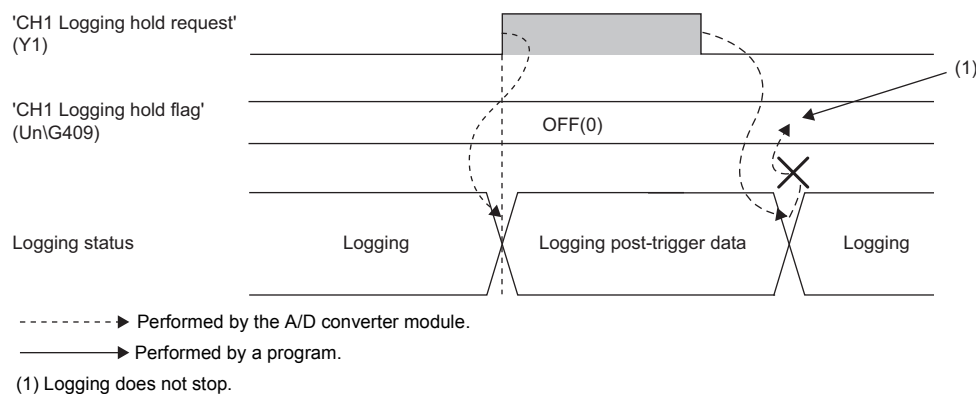 'CH1 Logging hold request'
(Y1)
(1)
'CH1 Logging hold flag'
(Un\G409)
OFF(0)
Logging status
Logging
Logging post-trigger data
Logging
Performed by the A/D converter module.
Performed by a program.
(1) Logging does not stop.